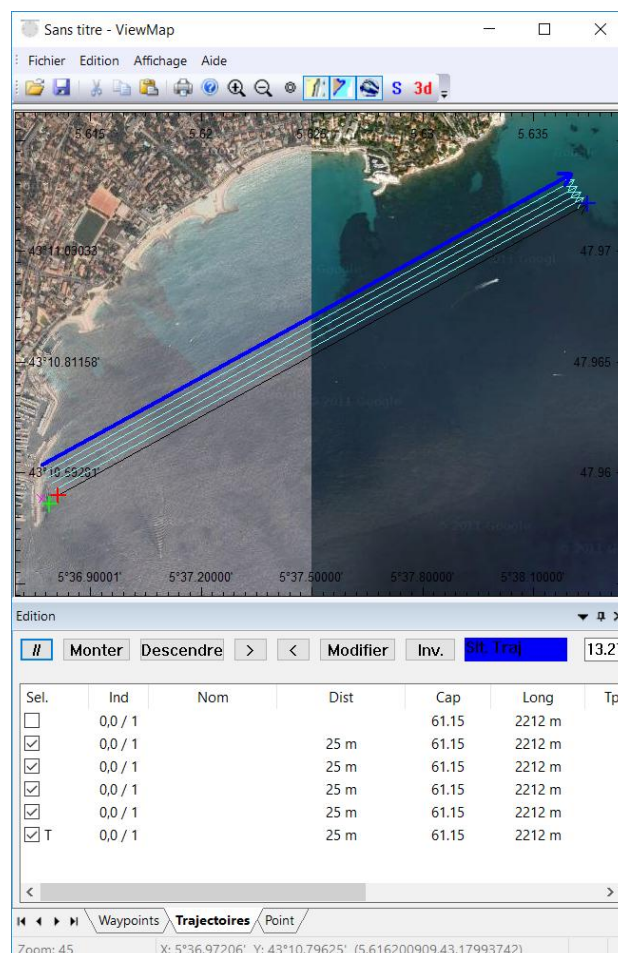 Sans titre - ViewMap
Fichier Edition Affichage Aide
S 3d
5.615 5.62 5.625 5.63 5.635
43°11.03033' 47.97
43°10.81158' 47.965
43°10.59281' 47.96
5°36.90001' 5°37.20000' 5°37.50000' 5°37.80000' 5°38.10000'
Edition
// Monter Descendre > < Modifier Inv. Sit. Traj 13.27
Sel. Ind Nom Dist Cap Long Tp
0,0 / 1 61.15 2212 m
0,0 / 1 25 m 61.15 2212 m
0,0 / 1 25 m 61.15 2212 m
0,0 / 1 25 m 61.15 2212 m
0,0 / 1 25 m 61.15 2212 m
T 0,0 / 1 25 m 61.15 2212 m
Waypoints Trajectoires Point
Zoom: 45 X: 5°36.97206' Y: 43°10.79625' (5.616200909,43.17993742)